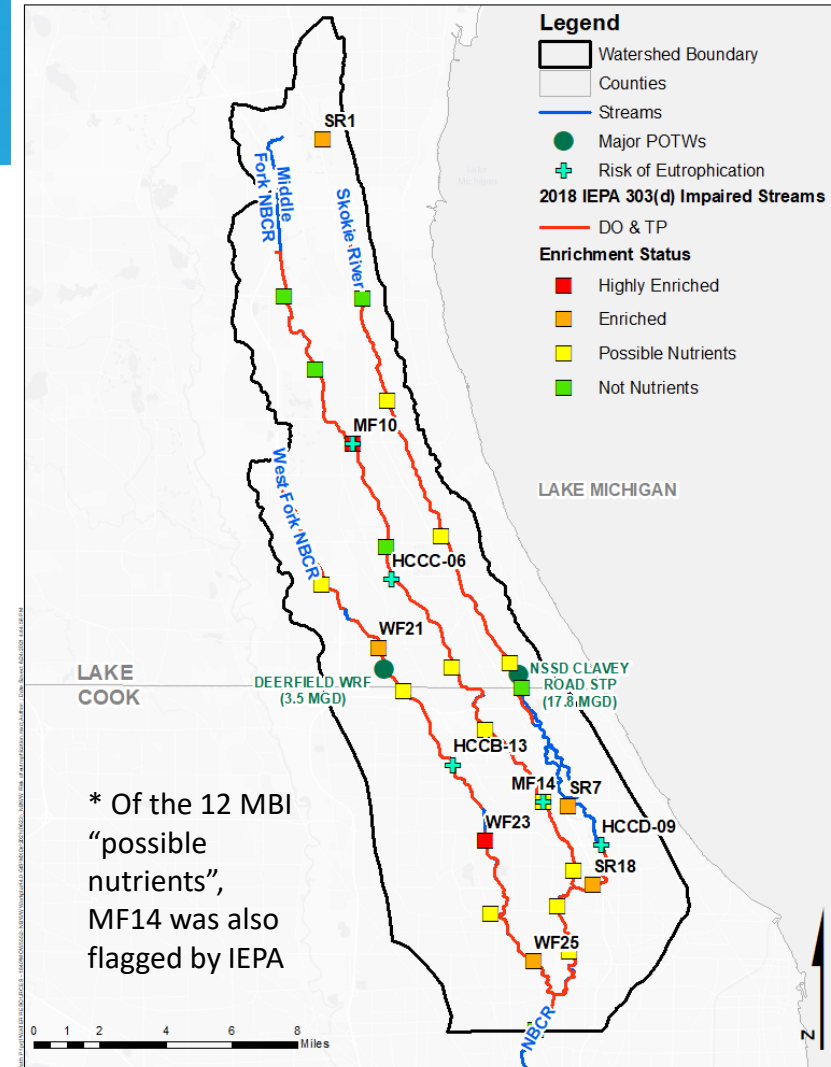 Legend
Watershed Boundary
Counties
Streams
Major POTWs
Risk of Eutrophication
2018 IEPA 303(d) Impaired Streams
DO & TP
Enrichment Status
Highly Enriched
Enriched
Possible Nutrients
Not Nutrients
SR1
Middle
Fork NBCR
Skokie River
Lake
Michigan
MF10
West Fork NBCR
LAKE MICHIGAN
HCCC-06
WF21
DEERFIELD WRF
(3.5 MGD)
NSSD CLAVEY
ROAD STP
(17.8 MGD)
LAKE
COOK
HCCB-13
MF14
SR7
WF23
HCCD-09
SR18
WF25
* Of the 12 MBI
“possible
nutrients”,
MF14 was also
flagged by IEPA
NBCR
0 1 2 4 6 8
Miles
N